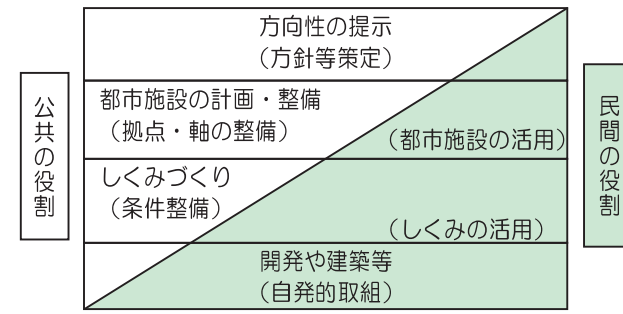 方向性の提示
（方針等策定）
公共の役割
都市施設の計画・整備
（拠点・軸の整備）
（都市施設の活用）
しくみづくり
（条件整備）
（しくみの活用）
民間の役割
開発や建築等
（自発的取組）